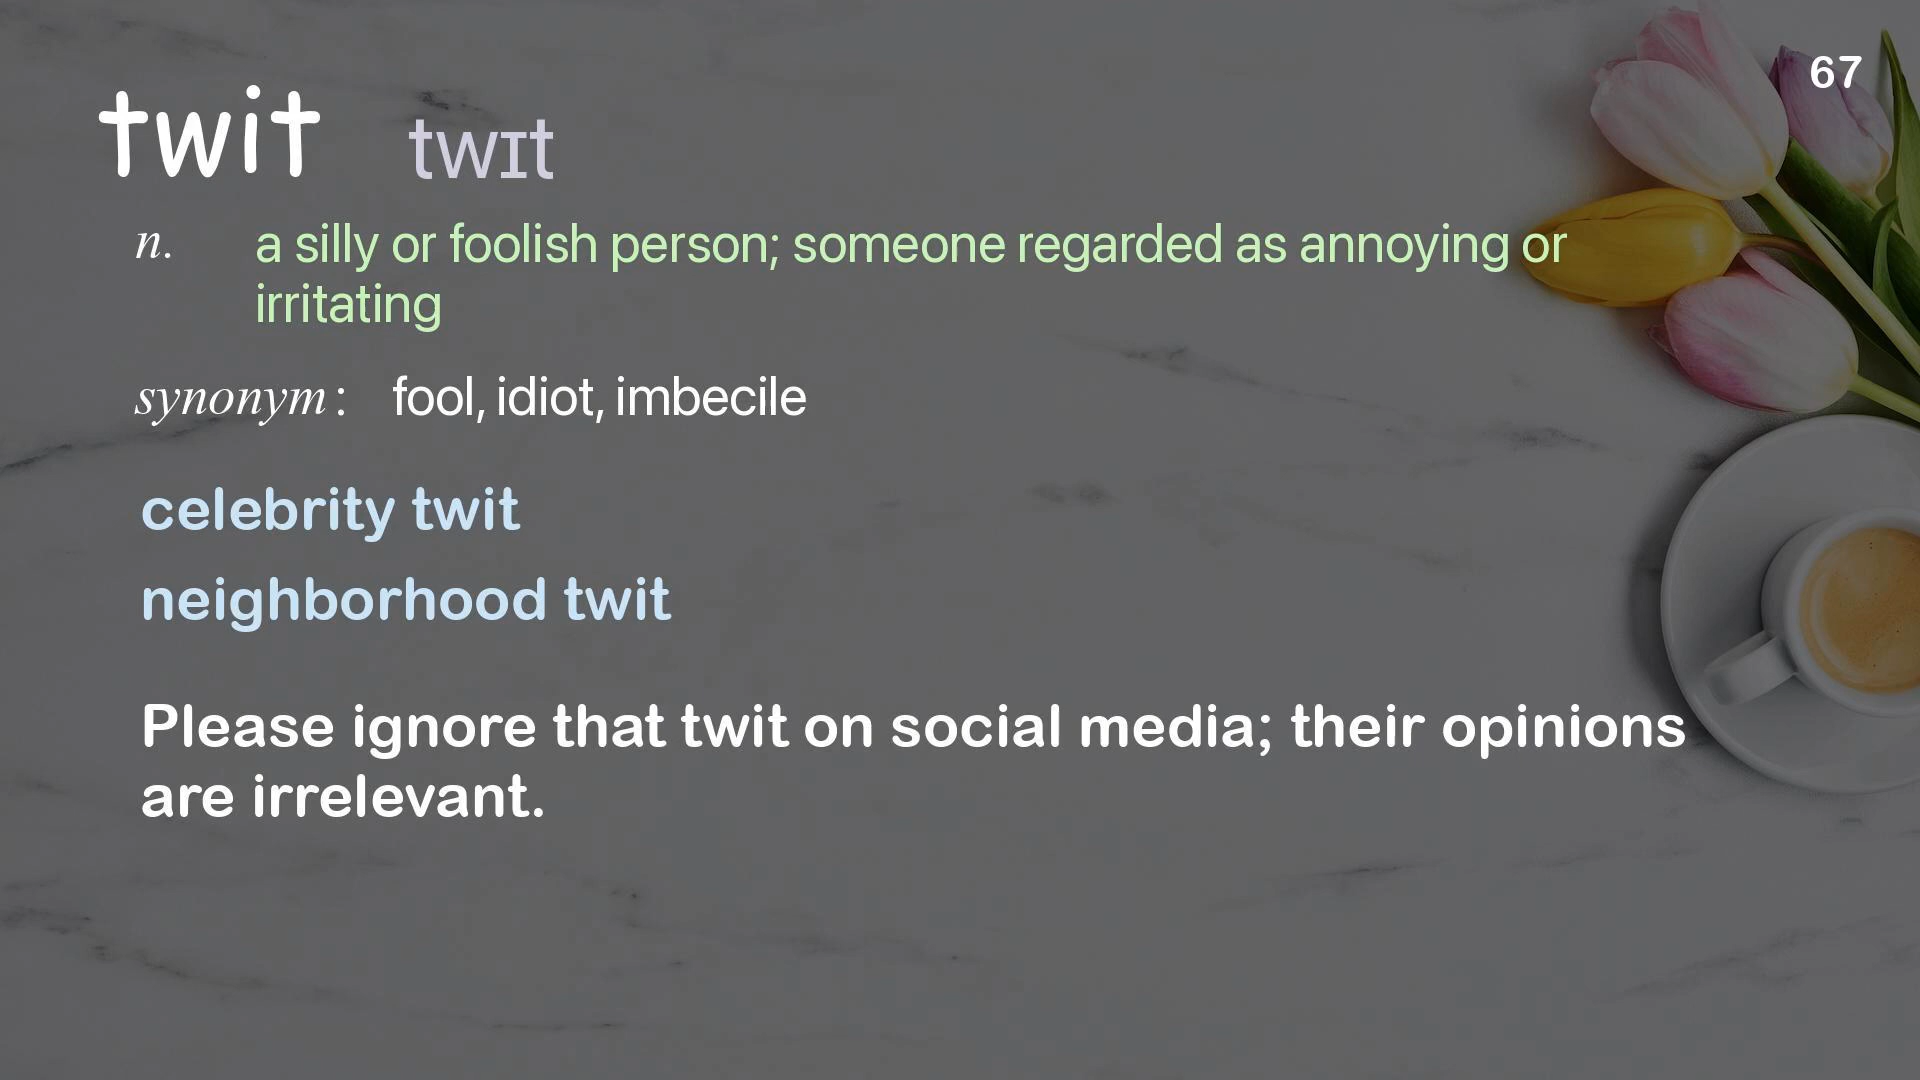 67
twit twɪt
n. a silly or foolish person; someone regarded as annoying or
irritating
synonym: fool, idiot, imbecile
celebrity twit
neighborhood twit
Please ignore that twit on social media; their opinions
are irrelevant.